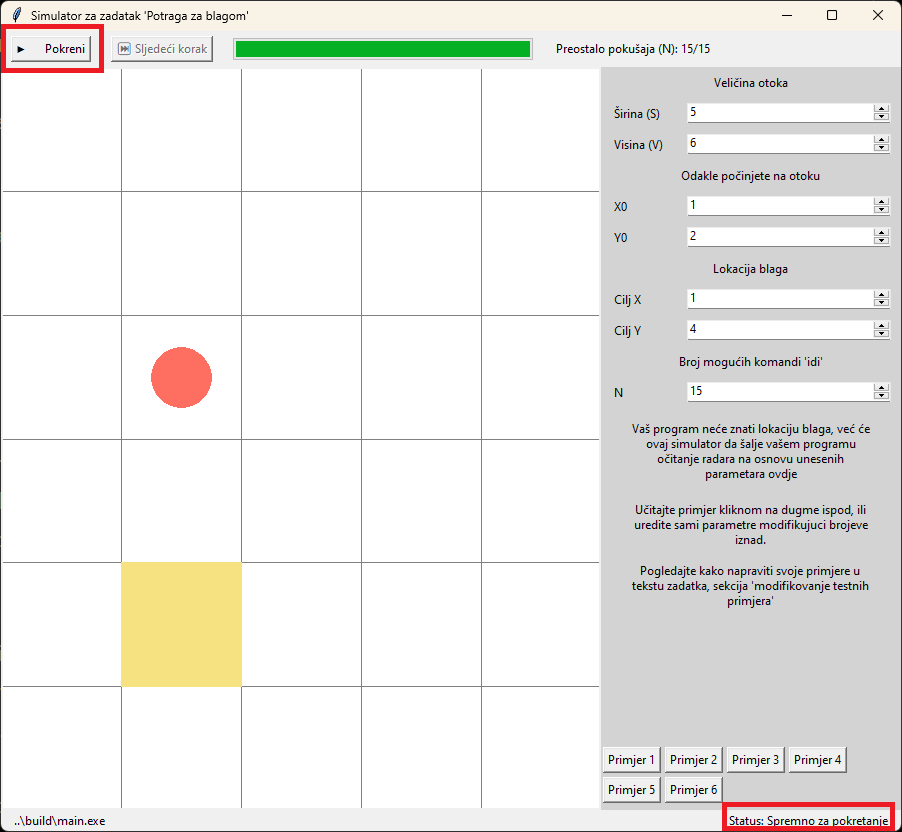 Simulator za zadatak 'Potraga za blagom'
Pokreni
Sljedeći korak
Preostalo pokušaja (N): 15/15
Veličina otoka
Širina (S) 5
Visina (V) 6
Odakle počinjete na otoku
X0 1
Y0 2
Lokacija blaga
Cilj X 1
Cilj Y 4
Broj mogućih komandi 'idi'
N 15
Vaš program neće znati lokaciju blaga, već će
ovaj simulator da šalje vašem programu
očitanje radara na osnovu unesenih
parametara ovdje
Učitajte primjer kliknom na dugme ispod, ili
uredite sami parametre modifikujuci brojeve
iznad.
Pogledajte kako napraviti svoje primjere u
tekstu zadatka, sekcija 'modifikovanje testnih
primjera'
Primjer 1 Primjer 2 Primjer 3 Primjer 4
Primjer 5 Primjer 6
..\build\main.exe
Status: Spremno za pokretanje